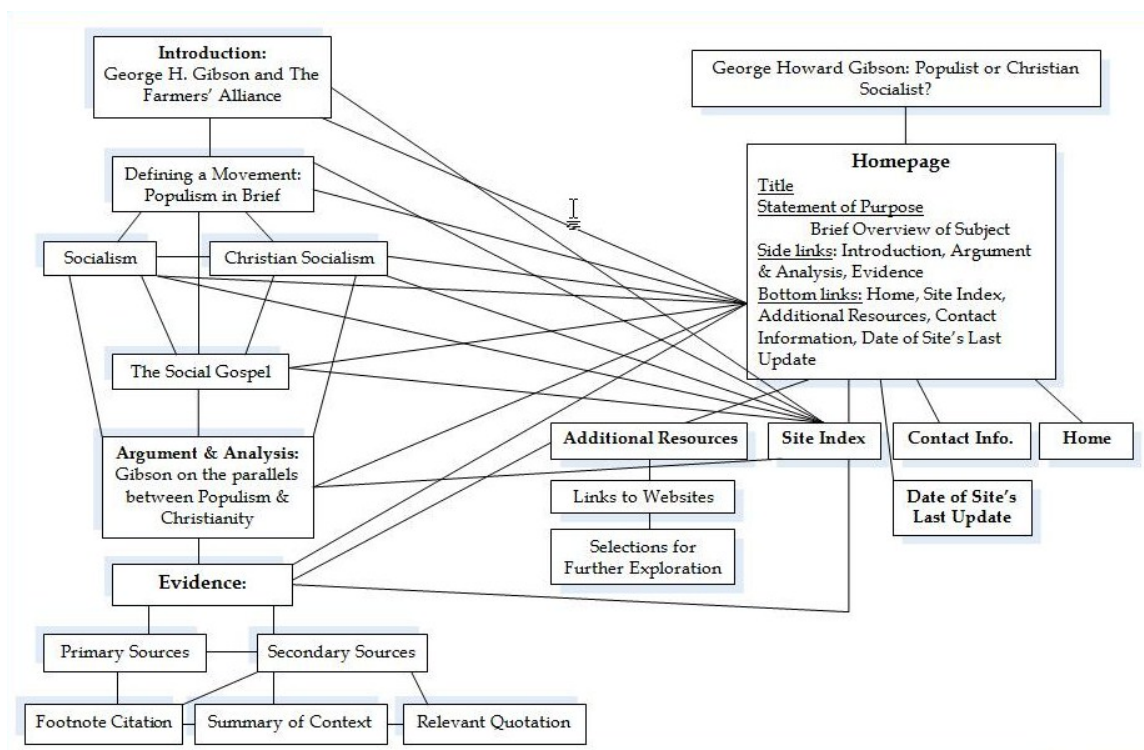 Introduction:
George H. Gibson and The
Farmers' Alliance
George Howard Gibson: Populist or Christian
Socialist?
Defining a Movement:
Populism in Brief
Homepage
Title
Statement of Purpose
Brief Overview of Subject
Side links: Introduction, Argument
& Analysis, Evidence
Bottom links: Home, Site Index,
Additional Resources, Contact
Information, Date of Site's Last
Update
Socialism
Christian Socialism
The Social Gospel
Argument & Analysis:
Gibson on the parallels
between Populism &
Christianity
Additional Resources
Site Index
Contact Info.
Home
Links to Websites
Date of Site's
Last Update
Selections for
Further Exploration
Evidence:
Primary Sources
Secondary Sources
Footnote Citation
Summary of Context
Relevant Quotation